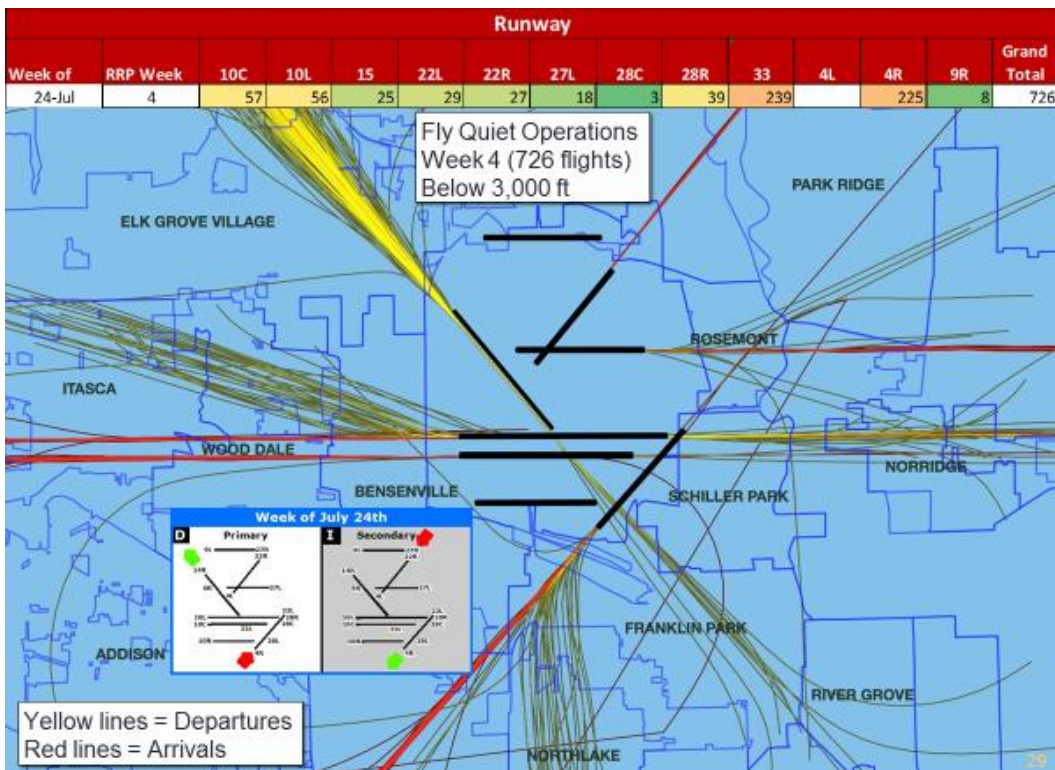 Runway
Week of RRP Week 10C 10L 15 22L 22R 27L 28C 28R 33 4L 4R 9R Grand Total
24-Jul 4 57 56 25 29 27 18 3 39 239 225 8 726
Fly Quiet Operations
Week 4 (726 flights)
Below 3,000 ft
PARK RIDGE
ELK GROVE VILLAGE
ROSEMONT
ITASCA
WOOD DALE
NORRIDGE
BENSENVILLE
SCHILLER PARK
Week of July 24th
D Primary I Secondary
FRANKLIN PARK
ADDISON
RIVER GROVE
Yellow lines = Departures
Red lines = Arrivals
NORTHLAKE
29